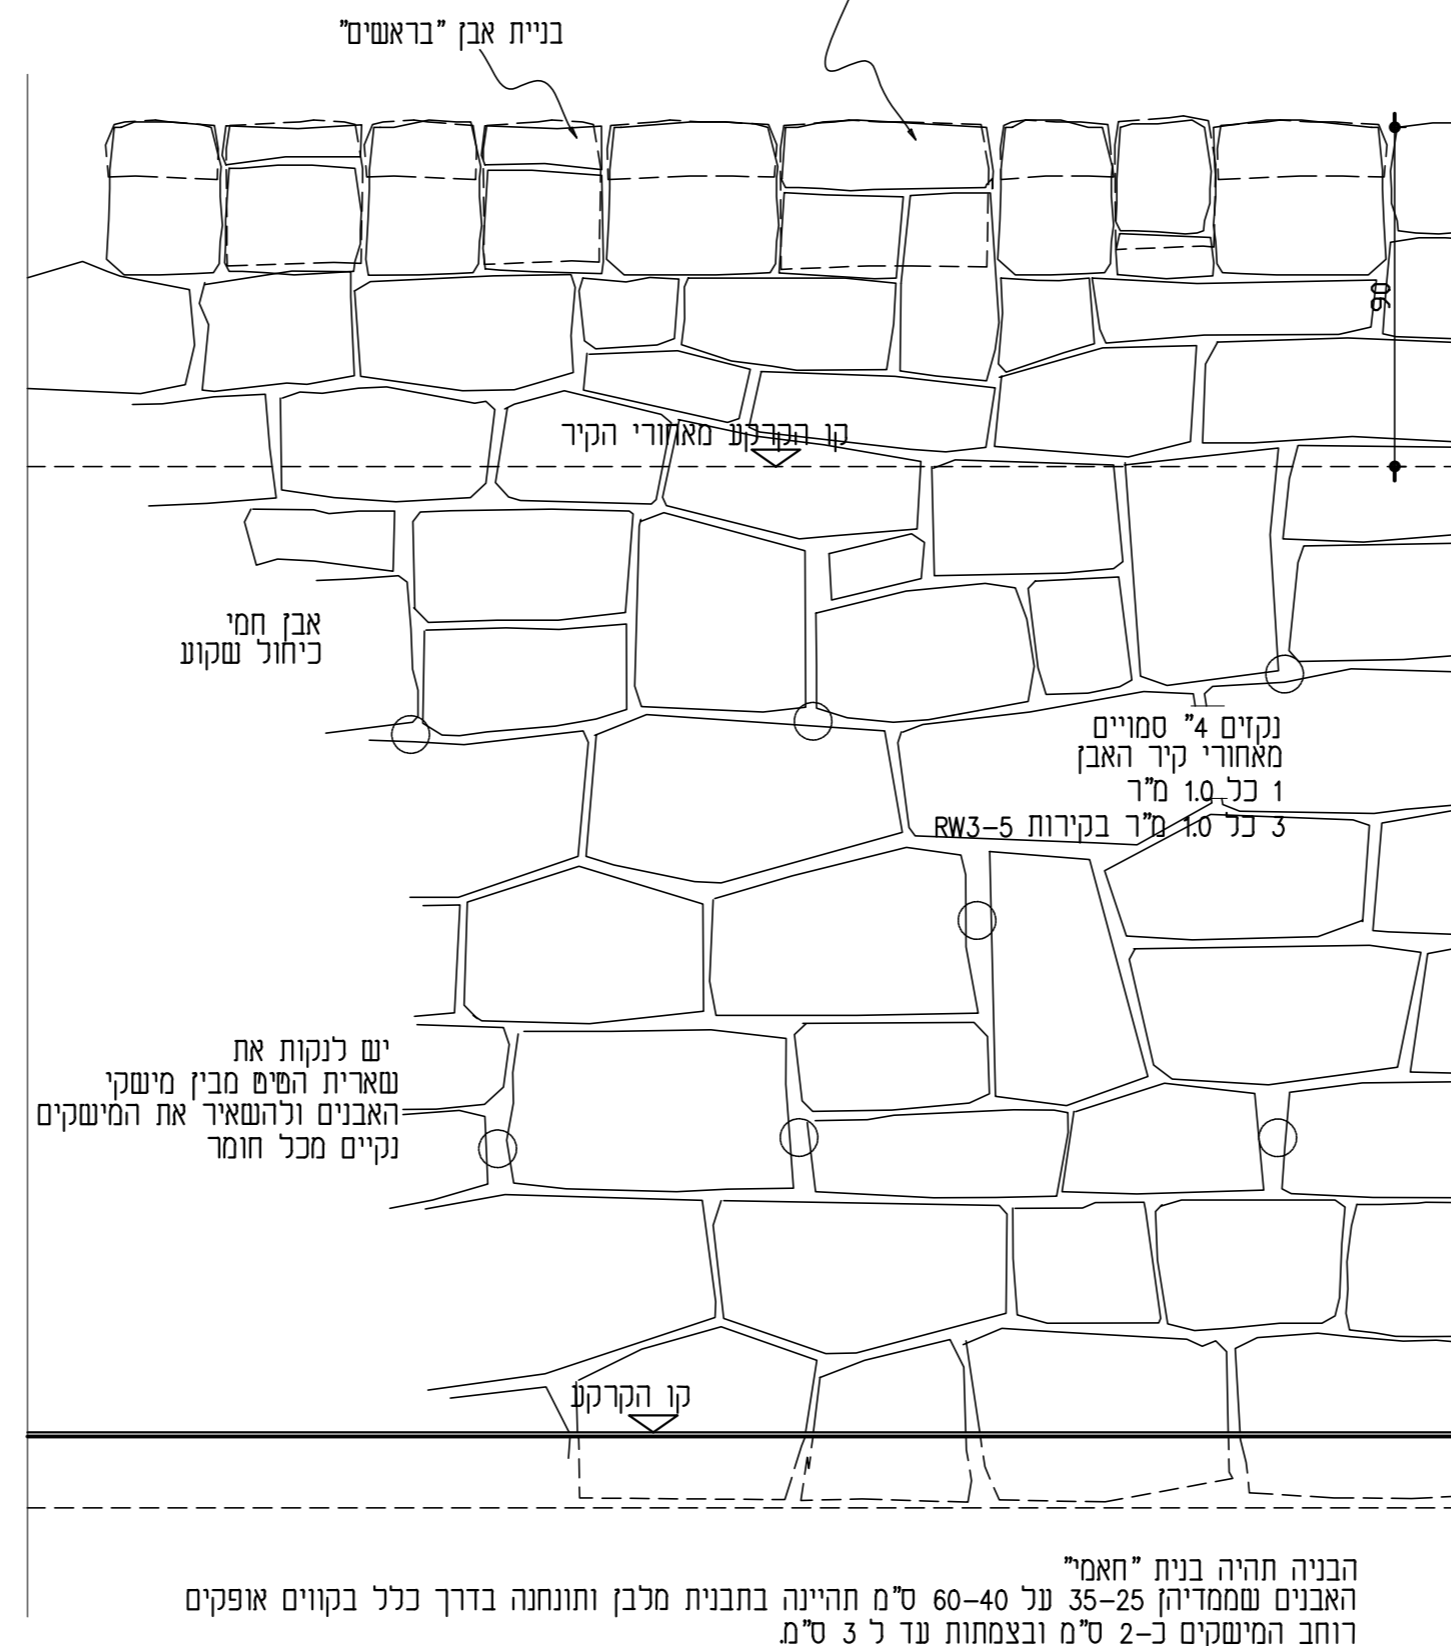 בניית אבן "בראשים"
90
קו הקרקע מאחורי הקיר
אבן חמי
כיחול שקוע
נקזים 4" סמויים
מאחורי קיר האבן
1 כל 1.0 מ"ר
3 כל 1.0 מ"ר בקירות RW3-5
יש לנקות את
שארית הטיט מבין מישקי
האבנים ולהשאיר את המישקים
נקיים מכל חומר
קו הקרקע
הבניה תהיה בנית "חאמי"
האבנים שממדיהן 35-25 על 60-40 ס"מ תהיינה בתבנית מלבן ותונחנה בדרך כלל בקווים אופקים
רוחב המישקים כ-2 ס"מ ובצמתות עד ל 3 ס"מ.